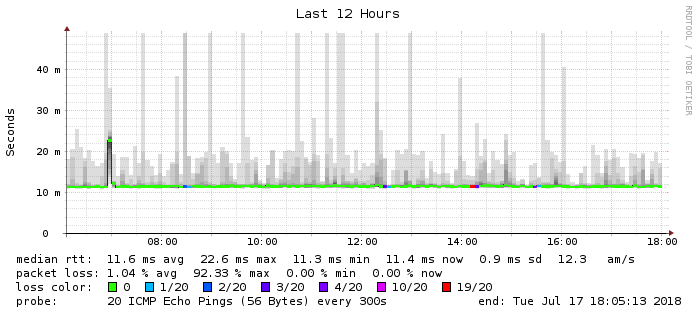 Last 12 Hours
RRDTOOL / TOBI OETIKER
Seconds
40 m
30 m
20 m
10 m
0
08:00 10:00 12:00 14:00 16:00 18:00
median rtt: 11.6 ms avg 22.6 ms max 11.3 ms min 11.4 ms now 0.9 ms sd 12.3 am/s
packet loss: 1.04 % avg 92.33 % max 0.00 % min 0.00 % now
loss color: 0 1/20 2/20 3/20 4/20 10/20 19/20
probe: 20 ICMP Echo Pings (56 Bytes) every 300s end: Tue Jul 17 18:05:13 2018